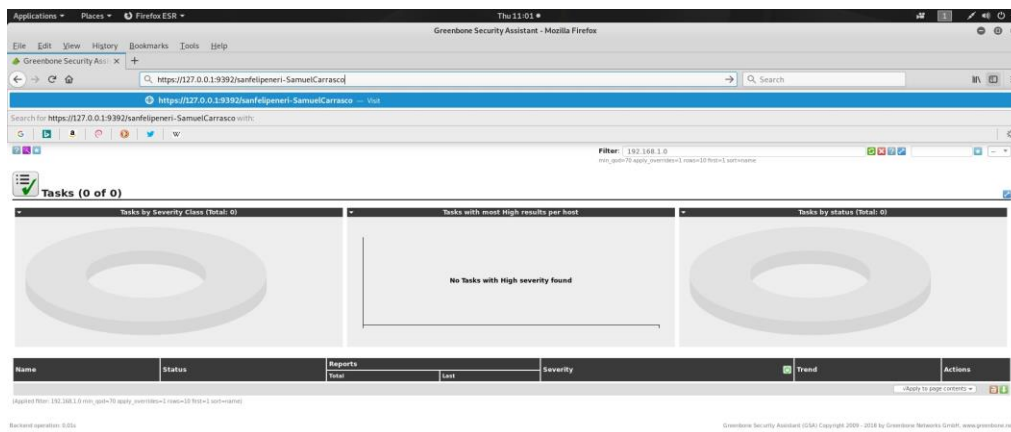 Applications Places Firefox ESR Thu 11:01 1
Greenbone Security Assistant - Mozilla Firefox
File Edit View History Bookmarks Tools Help
Greenbone Security Assi
https://127.0.0.1:9392/sanfelipeneri-SamuelCarrasco Search
https://127.0.0.1:9392/sanfelipeneri-SamuelCarrasco — Visit
Search for https://127.0.0.1:9392/sanfelipeneri-SamuelCarrasco with:
Filter: 192.168.1.0
min_qod=70 apply_overrides=1 rows=10 first=1 sort=name
Tasks (0 of 0)
Tasks by Severity Class (Total: 0) Tasks with most High results per host Tasks by status (Total: 0)
No Tasks with High severity found
Name Status Reports Severity Trend Actions
Total Last
√Apply to page contents
(Applied filter: 192.168.1.0 min_qod=70 apply_overrides=1 rows=10 first=1 sort=name)
Backend operation: 0.01s Greenbone Security Assistant (GSA) Copyright 2009 - 2018 by Greenbone Networks GmbH, www.greenbone.ne